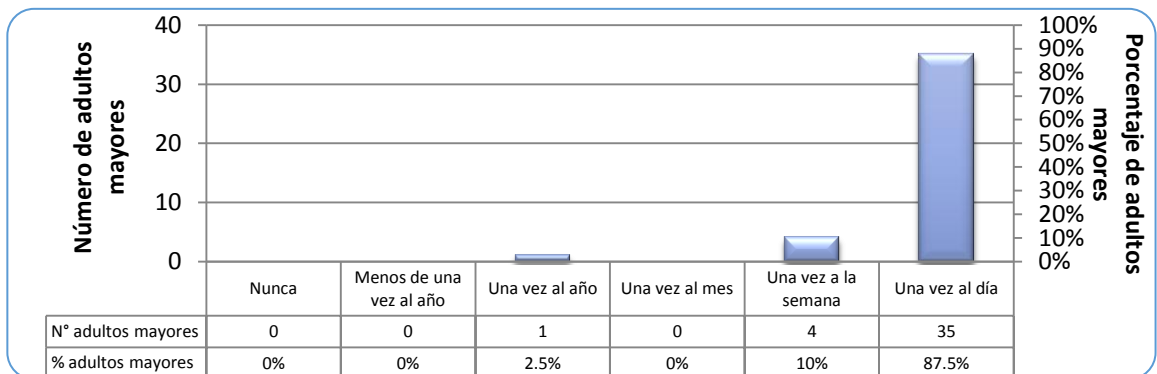 Número de adultos
mayores
40
30
20
10
0
100%
90%
80%
70%
60%
50%
40%
30%
20%
10%
0%
Porcentaje de adultos
mayores
Nunca
Menos de una
vez al año
Una vez al año
Una vez al mes
Una vez a la
semana
Una vez al día
N° adultos mayores 0 0 1 0 4 35
% adultos mayores 0% 0% 2.5% 0% 10% 87.5%